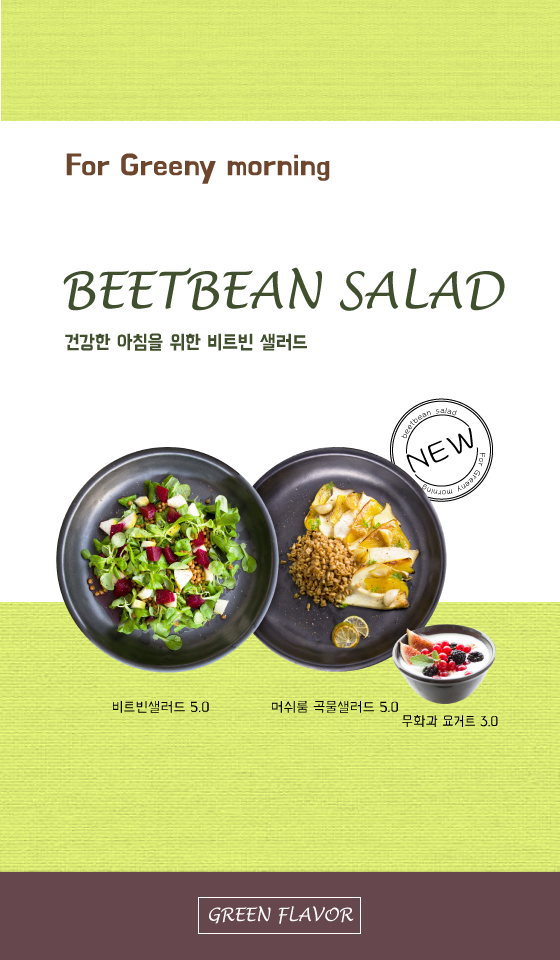 For Greeny morning
BEETBEAN SALAD
건강한 아침을 위한 비트빈 샐러드
beetbean salad
NEW
For Greeny morning
비트빈샐러드 5.0
머쉬룸 곡물샐러드 5.0
무화과 요거트 3.0
GREEN FLAVOR